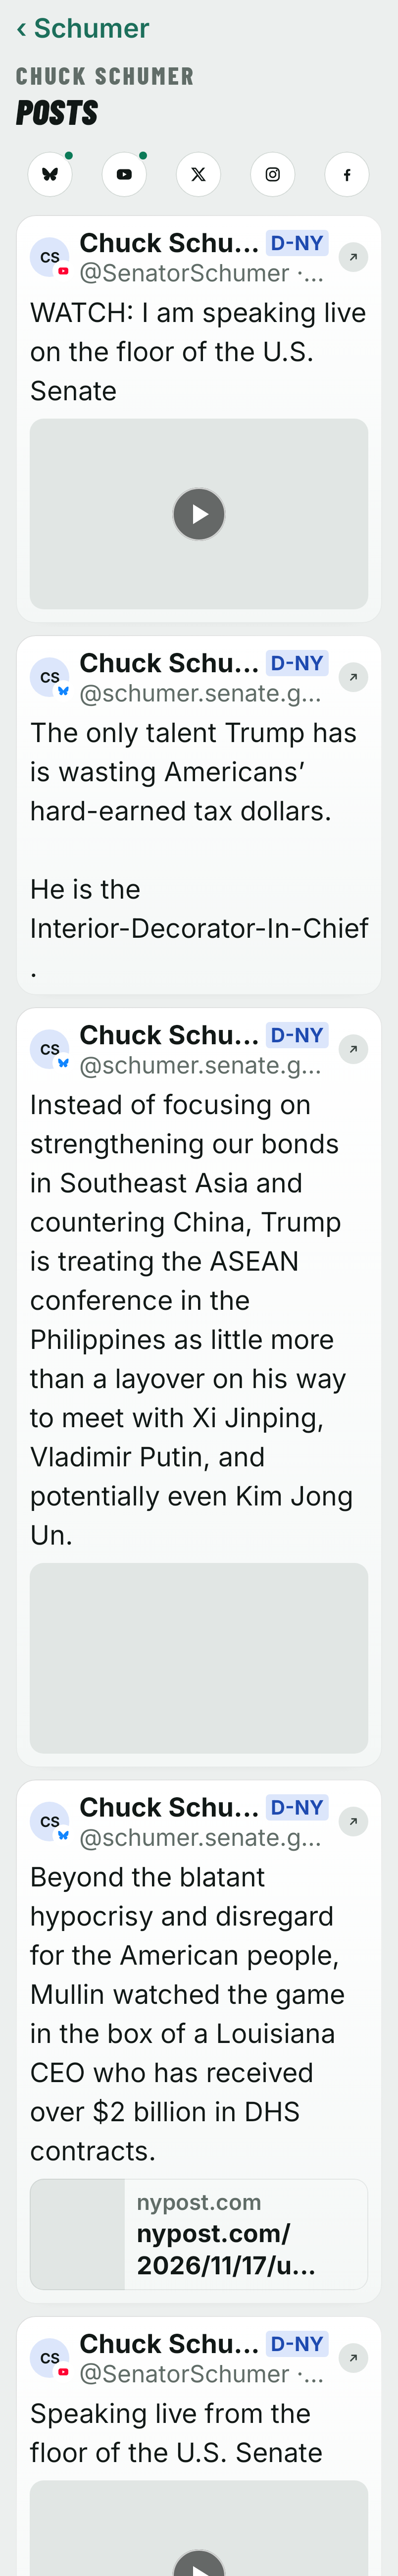 ‹ Schumer
CHUCK SCHUMER
POSTS
CS
Chuck Schu... D-NY
@SenatorSchumer ·...
WATCH: I am speaking live
on the floor of the U.S.
Senate
CS
Chuck Schu... D-NY
@schumer.senate.g...
The only talent Trump has
is wasting Americans’
hard-earned tax dollars.
He is the
Interior-Decorator-In-Chief
.
CS
Chuck Schu... D-NY
@schumer.senate.g...
Instead of focusing on
strengthening our bonds
in Southeast Asia and
countering China, Trump
is treating the ASEAN
conference in the
Philippines as little more
than a layover on his way
to meet with Xi Jinping,
Vladimir Putin, and
potentially even Kim Jong
Un.
CS
Chuck Schu... D-NY
@schumer.senate.g...
Beyond the blatant
hypocrisy and disregard
for the American people,
Mullin watched the game
in the box of a Louisiana
CEO who has received
over $2 billion in DHS
contracts.
nypost.com
nypost.com/
2026/11/17/u...
CS
Chuck Schu... D-NY
@SenatorSchumer ·...
Speaking live from the
floor of the U.S. Senate